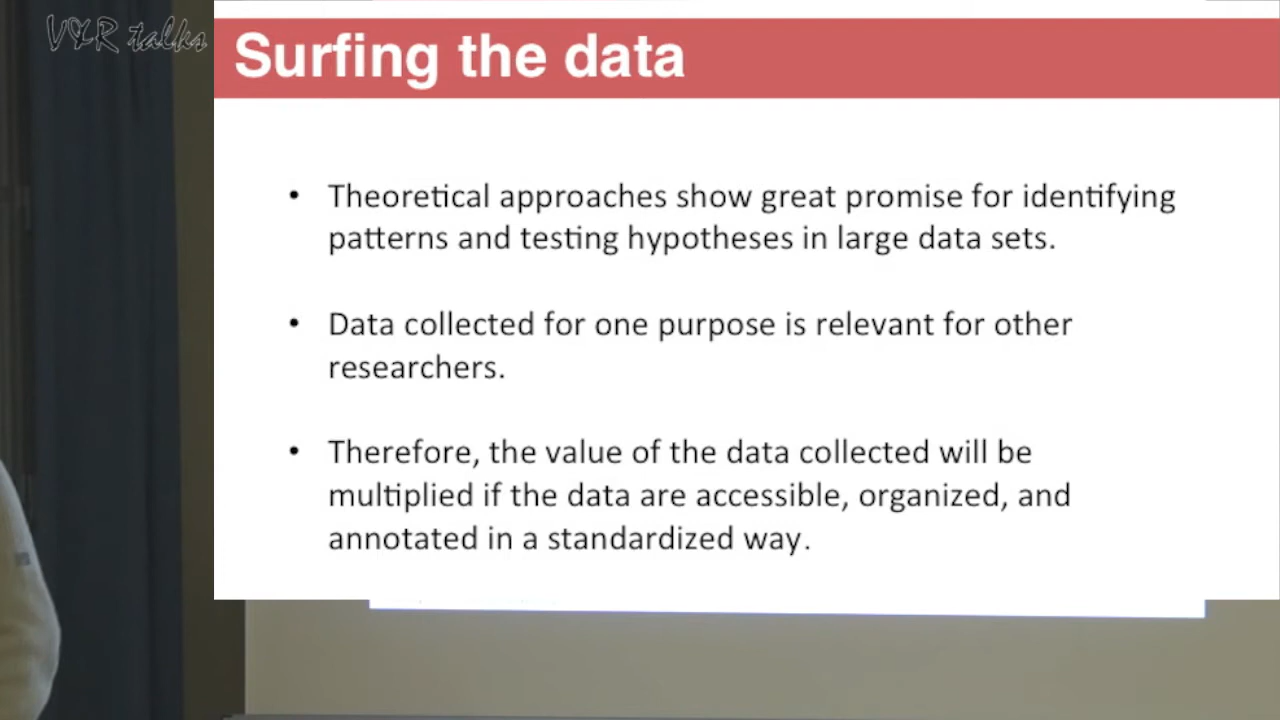 V&R talks
Surfing the data
• Theoretical approaches show great promise for identifying
patterns and testing hypotheses in large data sets.
• Data collected for one purpose is relevant for other
researchers.
• Therefore, the value of the data collected will be
multiplied if the data are accessible, organized, and
annotated in a standardized way.